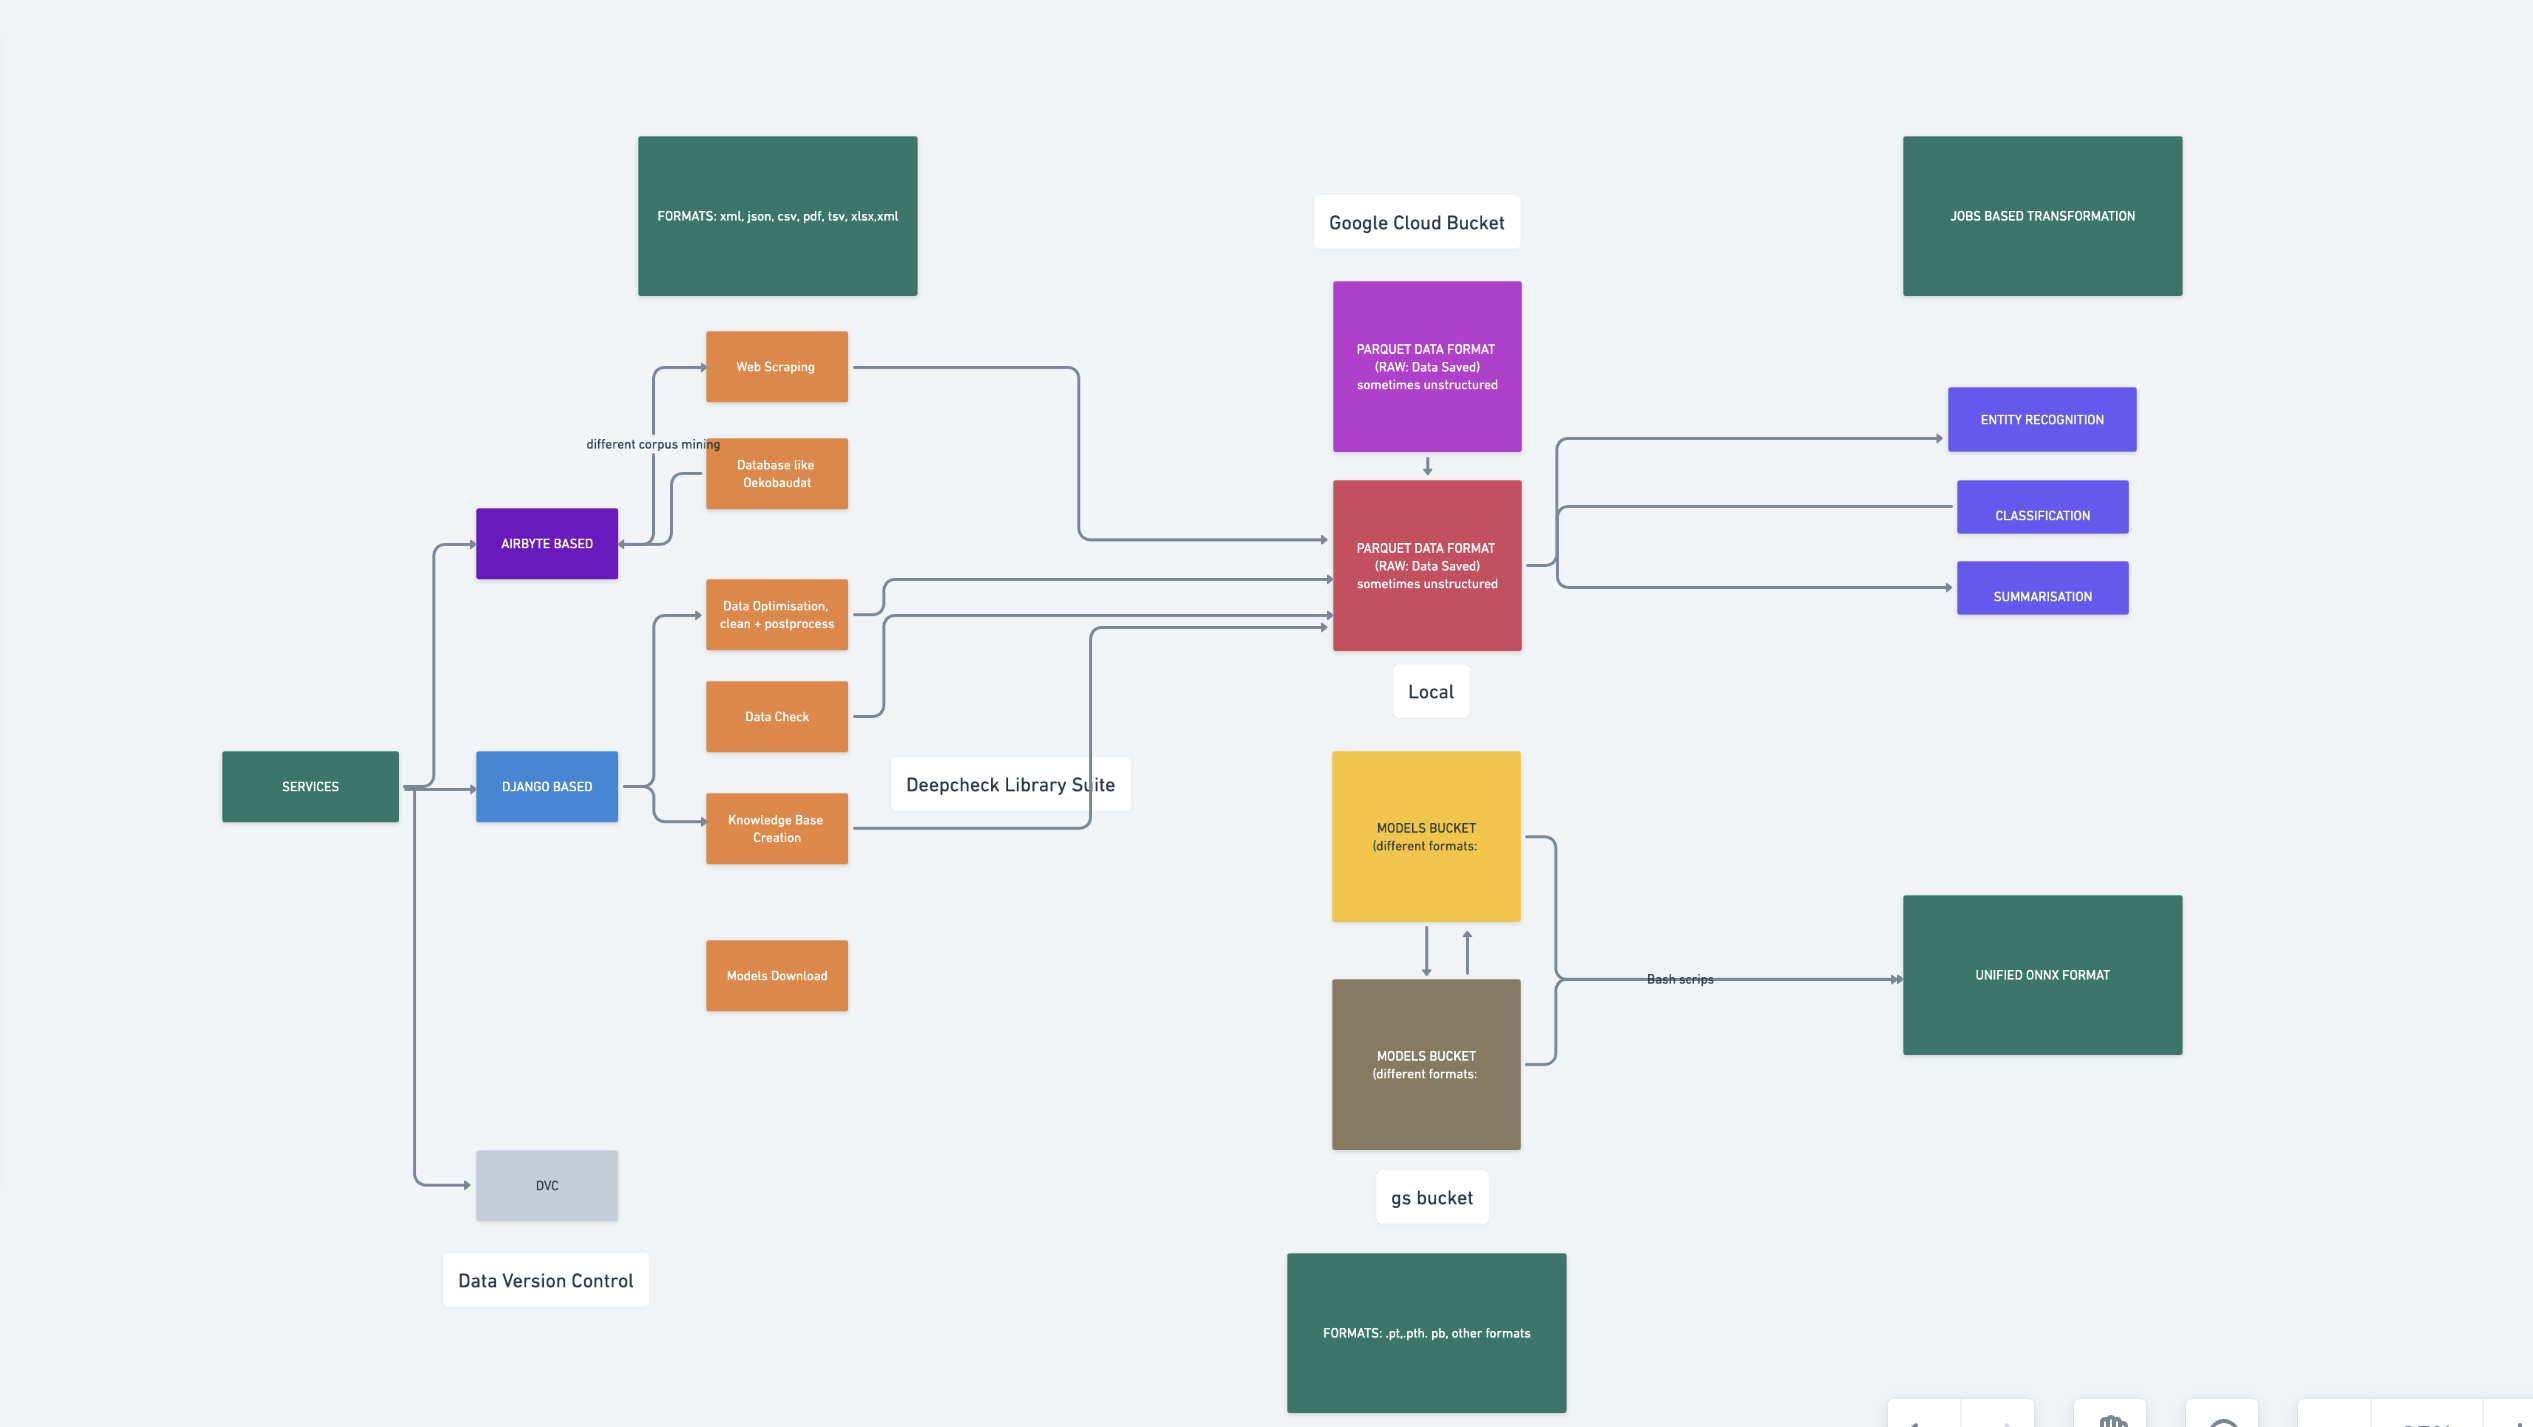 FORMATS: xml, json, csv, pdf, tsv, xlsx,xml
JOBS BASED TRANSFORMATION
Google Cloud Bucket
PARQUET DATA FORMAT
(RAW: Data Saved)
sometimes unstructured
Web Scraping
different corpus mining
Database like
Oekobaudat
ENTITY RECOGNITION
CLASSIFICATION
SUMMARISATION
AIRBYTE BASED
PARQUET DATA FORMAT
(RAW: Data Saved)
sometimes unstructured
Data Optimisation,
clean + postprocess
Local
Data Check
SERVICES
DJANGO BASED
Deepcheck Library Suite
Knowledge Base
Creation
MODELS BUCKET
(different formats:
Models Download
Bash scrips
UNIFIED ONNX FORMAT
MODELS BUCKET
(different formats:
DVC
gs bucket
Data Version Control
FORMATS: .pt,.pth. pb, other formats